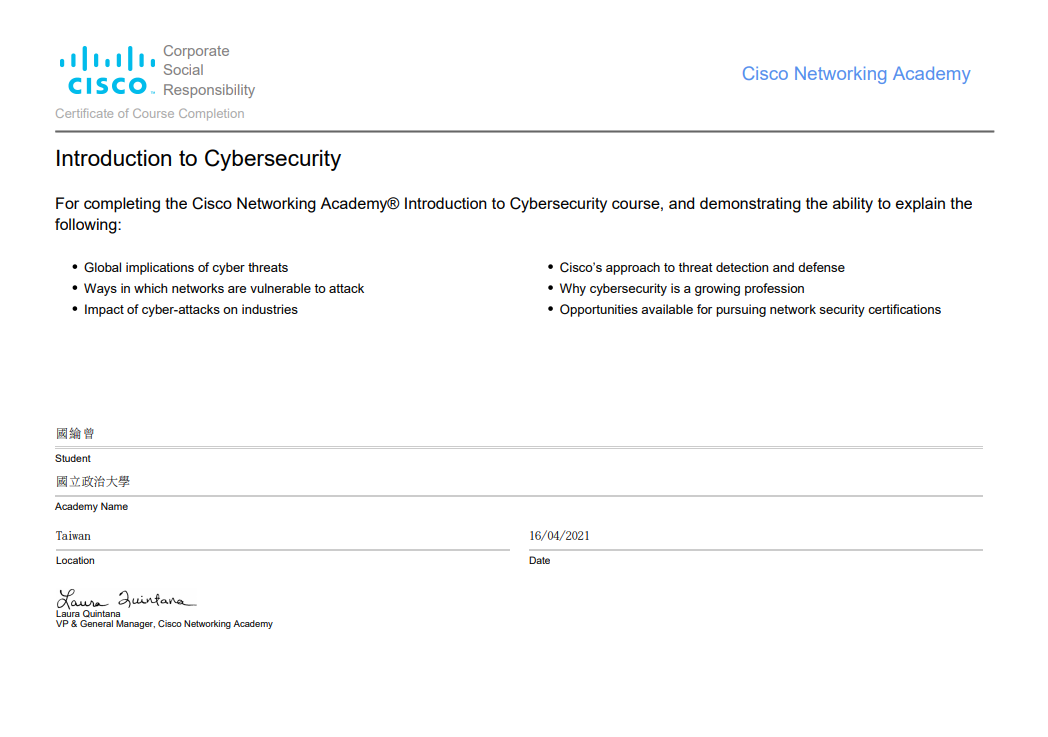 Corporate
Social
Responsibility
CISCO
Cisco Networking Academy
Certificate of Course Completion
Introduction to Cybersecurity
For completing the Cisco Networking Academy® Introduction to Cybersecurity course, and demonstrating the ability to explain the
following:
• Global implications of cyber threats
• Ways in which networks are vulnerable to attack
• Impact of cyber-attacks on industries
• Cisco's approach to threat detection and defense
• Why cybersecurity is a growing profession
• Opportunities available for pursuing network security certifications
國綸曾
Student
國立政治大學
Academy Name
Taiwan
Location
16/04/2021
Date
Laura Quintana
Laura Quintana
VP & General Manager, Cisco Networking Academy